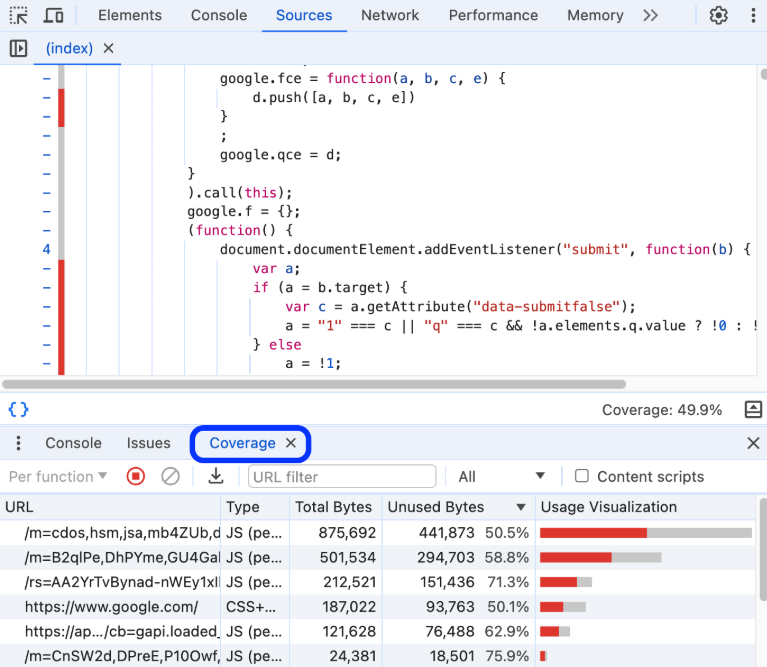 Elements Console Sources Network Performance Memory
(index)
google.fce = function(a, b, c, e) {
d.push([a, b, c, e])
}
;
google.qce = d;
}
).call(this);
google.f = {};
(function() {
4 document.documentElement.addEventListener("submit", function(b) {
var a;
if (a = b.target) {
var c = a.getAttribute("data-submitfalse");
a = "1" === c || "q" === c && !a.elements.q.value ? !0 : !
} else
a = !1;
{} Coverage: 49.9%
Console Issues Coverage
Per function URL filter All Content scripts
URL Type Total Bytes Unused Bytes Usage Visualization
/m=cdos,hsm,jsa,mb4ZUb,d JS (pe... 875,692 441,873 50.5%
/m=B2qlPe,DhPYme,GU4Gal JS (pe... 501,534 294,703 58.8%
/rs=AA2YrTvBynad-nWEy1xI JS (pe... 212,521 151,436 71.3%
https://www.google.com/ CSS+... 187,022 93,763 50.1%
https://ap.../cb=gapi.loaded_ JS (pe... 121,628 76,488 62.9%
/m=CnSW2d,DPreE,P10Owf, JS (pe... 24,381 18,501 75.9%